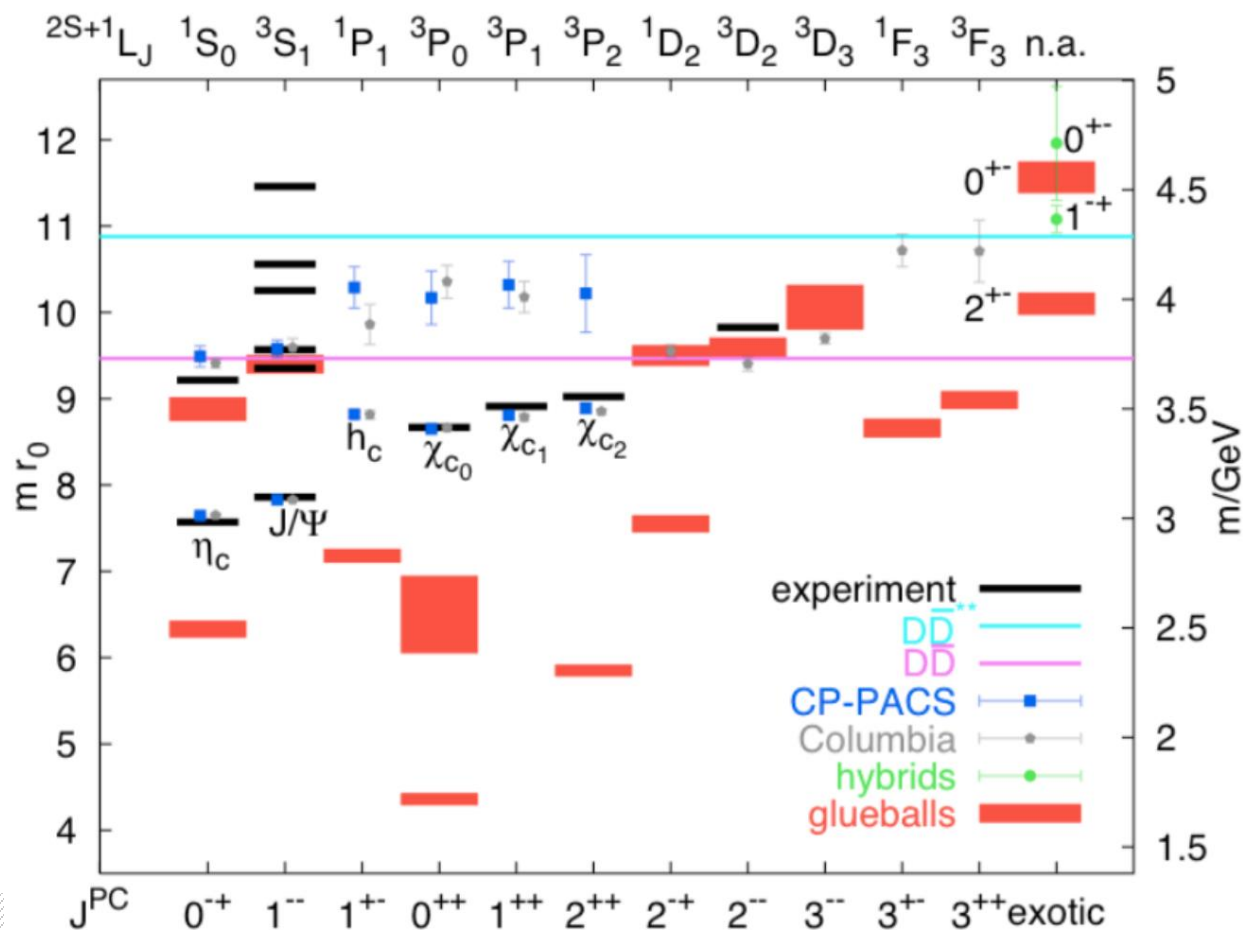 2S+1L_J 1S0 3S1 1P1 3P0 3P1 3P2 1D2 3D2 3D3 1F3 3F3 n.a.
m r0
12
11
10
9
8
7
6
5
4
5
4.5
4
3.5
3
2.5
2
1.5
m/GeV
0+-
0+-
1-+
2+-
hc
χc0
χc1
χc2
ηc
J/Ψ
experiment
DD̅**
DD̅
CP-PACS
Columbia
hybrids
glueballs
JPC 0-+ 1-- 1+- 0++ 1++ 2++ 2-+ 2-- 3-- 3+- 3++ exotic